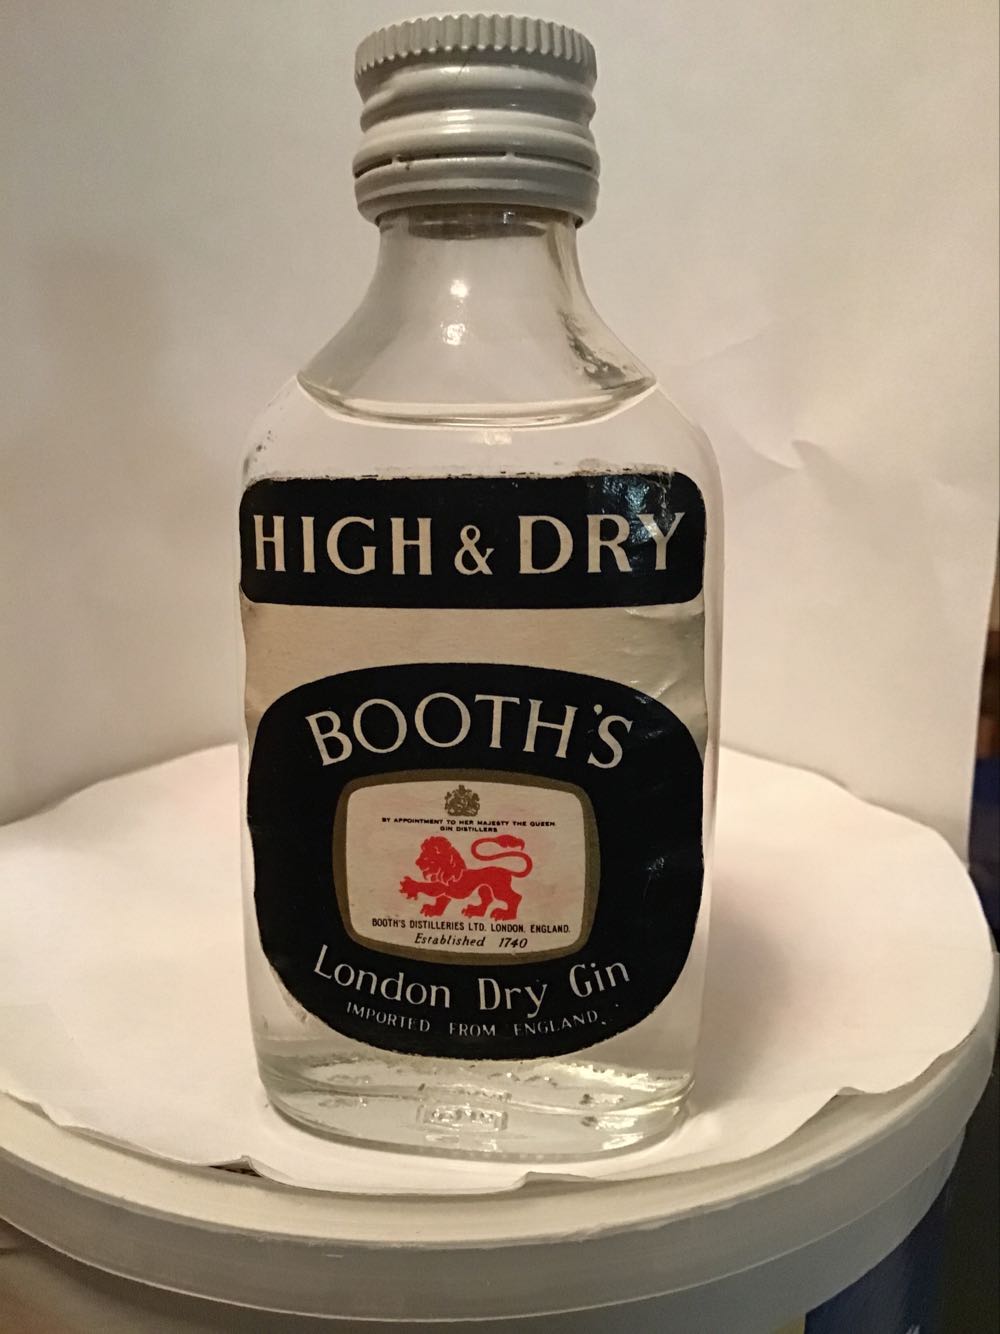 HIGH & DRY
BOOTH'S
BY APPOINTMENT TO HER MAJESTY THE QUEEN
GIN DISTILLERS
BOOTH'S DISTILLERIES LTD. LONDON. ENGLAND.
Established 1740
London Dry Gin
IMPORTED FROM ENGLAND.